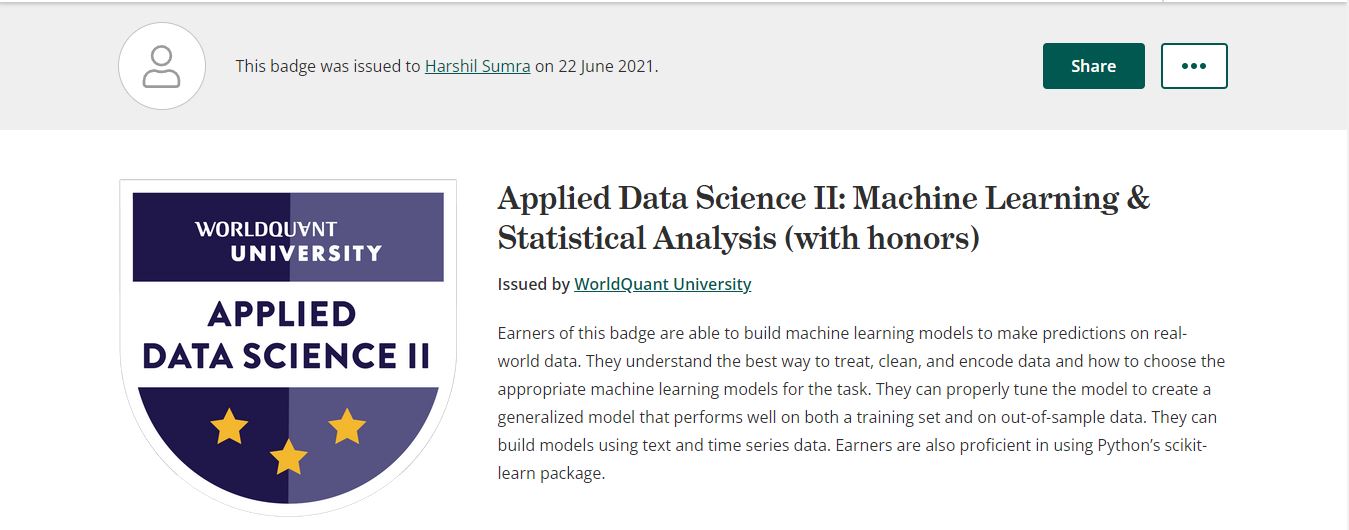 This badge was issued to Harshil Sumra on 22 June 2021.
Share
WORLDQUANT
UNIVERSITY
APPLIED
DATA SCIENCE II
Applied Data Science II: Machine Learning &
Statistical Analysis (with honors)
Issued by WorldQuant University
Earners of this badge are able to build machine learning models to make predictions on real-
world data. They understand the best way to treat, clean, and encode data and how to choose the
appropriate machine learning models for the task. They can properly tune the model to create a
generalized model that performs well on both a training set and on out-of-sample data. They can
build models using text and time series data. Earners are also proficient in using Python’s scikit-
learn package.